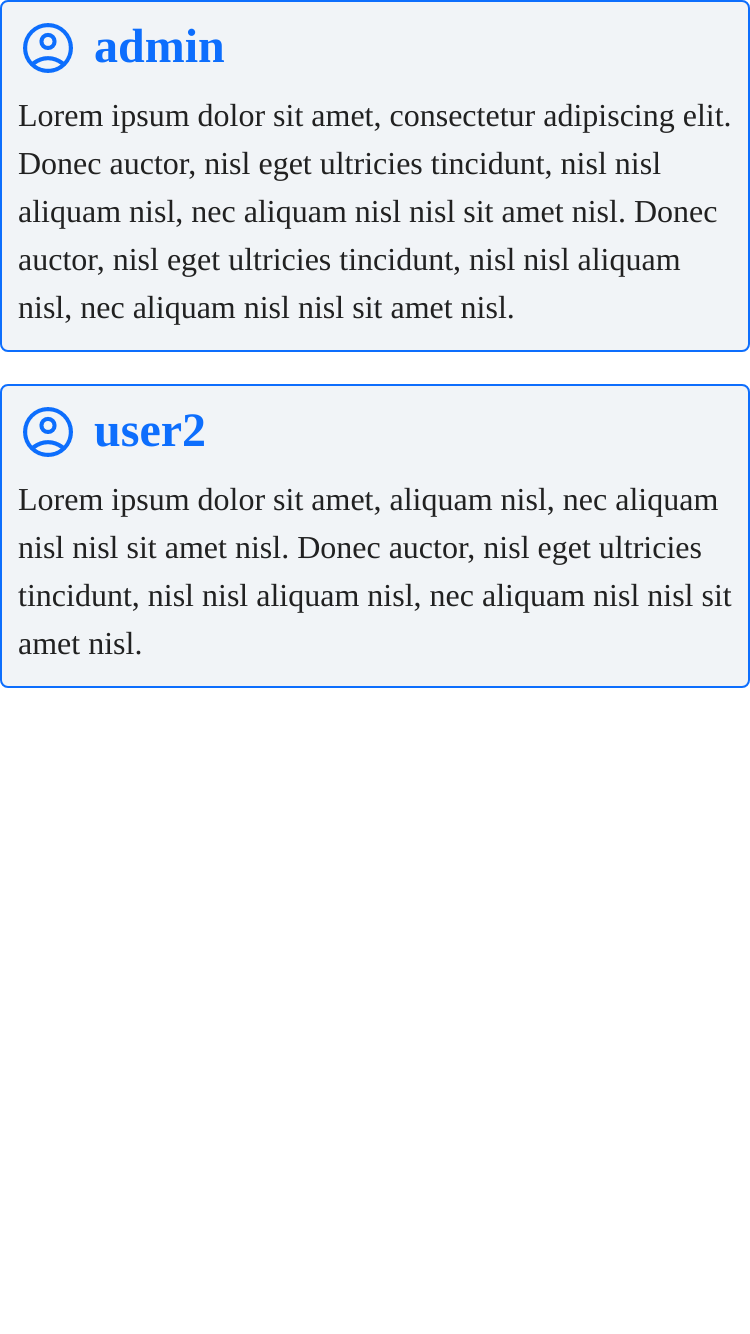 admin
Lorem ipsum dolor sit amet, consectetur adipiscing elit.
Donec auctor, nisl eget ultricies tincidunt, nisl nisl
aliquam nisl, nec aliquam nisl nisl sit amet nisl. Donec
auctor, nisl eget ultricies tincidunt, nisl nisl aliquam
nisl, nec aliquam nisl nisl sit amet nisl.
user2
Lorem ipsum dolor sit amet, aliquam nisl, nec aliquam
nisl nisl sit amet nisl. Donec auctor, nisl eget ultricies
tincidunt, nisl nisl aliquam nisl, nec aliquam nisl nisl sit
amet nisl.